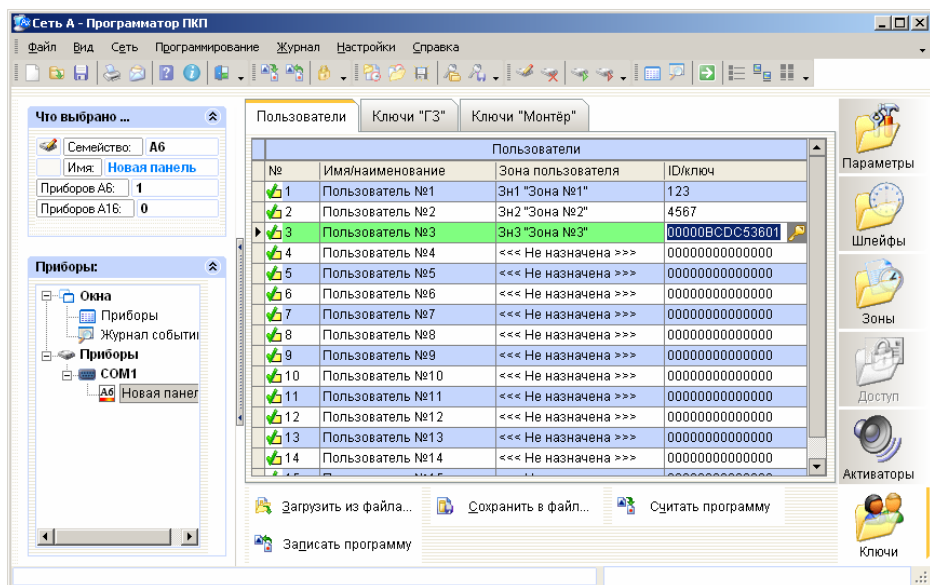 Сеть А - Программатор ПКП
Файл Вид Сеть Программирование Журнал Настройки Справка
Что выбрано ...
Семейство: А6
Имя: Новая панель
Приборов А6: 1
Приборов А16: 0
Приборы:
Окна
Приборы
Журнал событи
Приборы
COM1
А6 Новая панел
Пользователи Ключи "ГЗ" Ключи "Монтёр"
Пользователи
№ Имя/наименование Зона пользователя ID/ключ
1 Пользователь №1 Зн1 "Зона №1" 123
2 Пользователь №2 Зн2 "Зона №2" 4567
3 Пользователь №3 Зн3 "Зона №3" 00000BCDC53601
4 Пользователь №4 <<< Не назначена >>> 00000000000000
5 Пользователь №5 <<< Не назначена >>> 00000000000000
6 Пользователь №6 <<< Не назначена >>> 00000000000000
7 Пользователь №7 <<< Не назначена >>> 00000000000000
8 Пользователь №8 <<< Не назначена >>> 00000000000000
9 Пользователь №9 <<< Не назначена >>> 00000000000000
10 Пользователь №10 <<< Не назначена >>> 00000000000000
11 Пользователь №11 <<< Не назначена >>> 00000000000000
12 Пользователь №12 <<< Не назначена >>> 00000000000000
13 Пользователь №13 <<< Не назначена >>> 00000000000000
14 Пользователь №14 <<< Не назначена >>> 00000000000000
Загрузить из файла... Сохранить в файл... Считать программу
Записать программу
Параметры
Шлейфы
Зоны
Доступ
Активаторы
Ключи